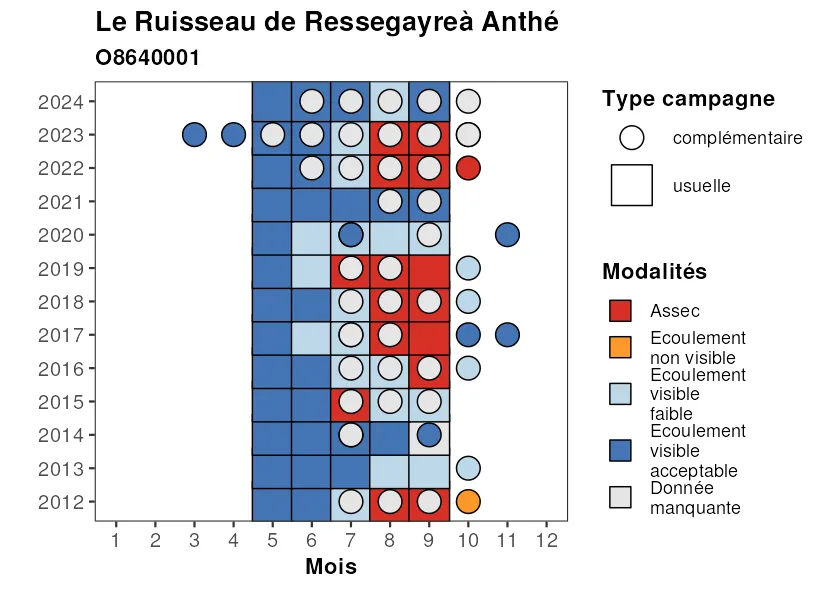 Le Ruisseau de Ressegayreà Anthé
O8640001
2024
2023
2022
2021
2020
2019
2018
2017
2016
2015
2014
2013
2012
1 2 3 4 5 6 7 8 9 10 11 12
Mois
Type campagne
complémentaire
usuelle
Modalités
Assec
Ecoulement
non visible
Ecoulement
visible
faible
Ecoulement
visible
acceptable
Donnée
manquante